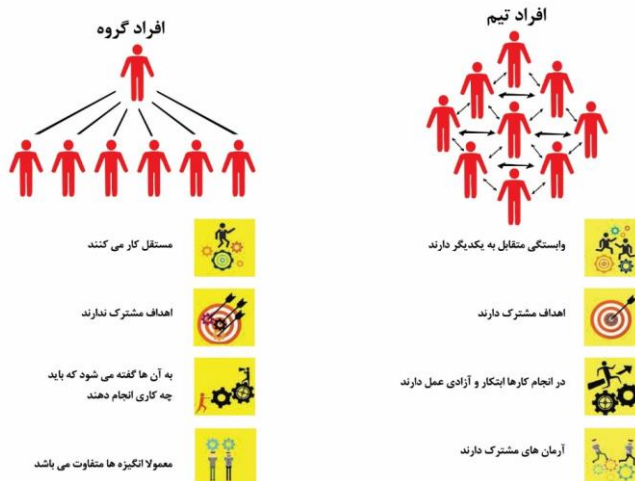 افراد تیم
وابستگی متقابل به یکدیگر دارند
اهداف مشترک دارند
در انجام کارها ابتکار و آزادی عمل دارند
آرمان های مشترک دارند
افراد گروه
مستقل کار می کنند
اهداف مشترک ندارند
به آن ها گفته می شود که باید
چه کاری انجام دهند
معمولا انگیزه ها متفاوت می باشد